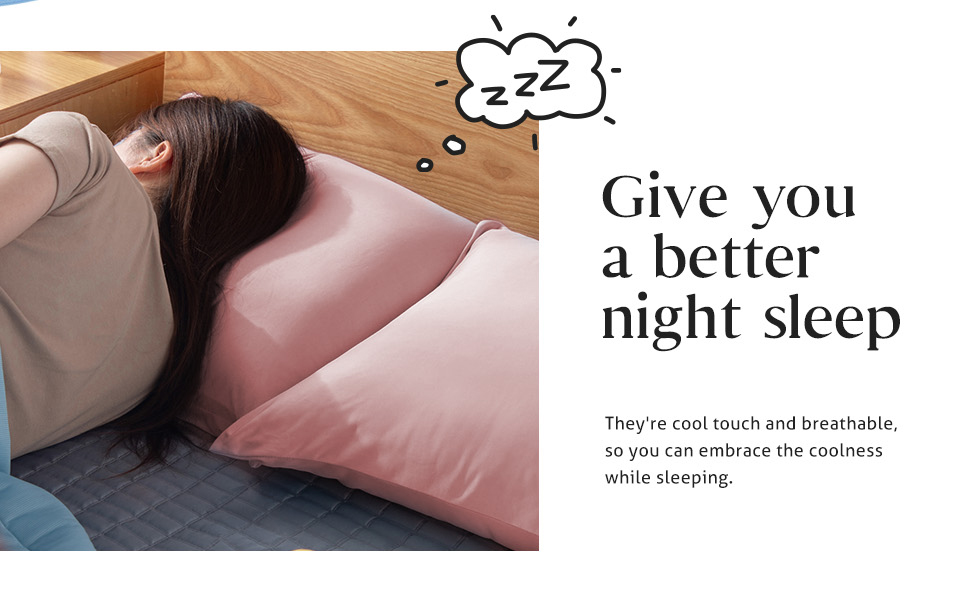 zzZ
Give you
a better
night sleep
They're cool touch and breathable,
so you can embrace the coolness
while sleeping.